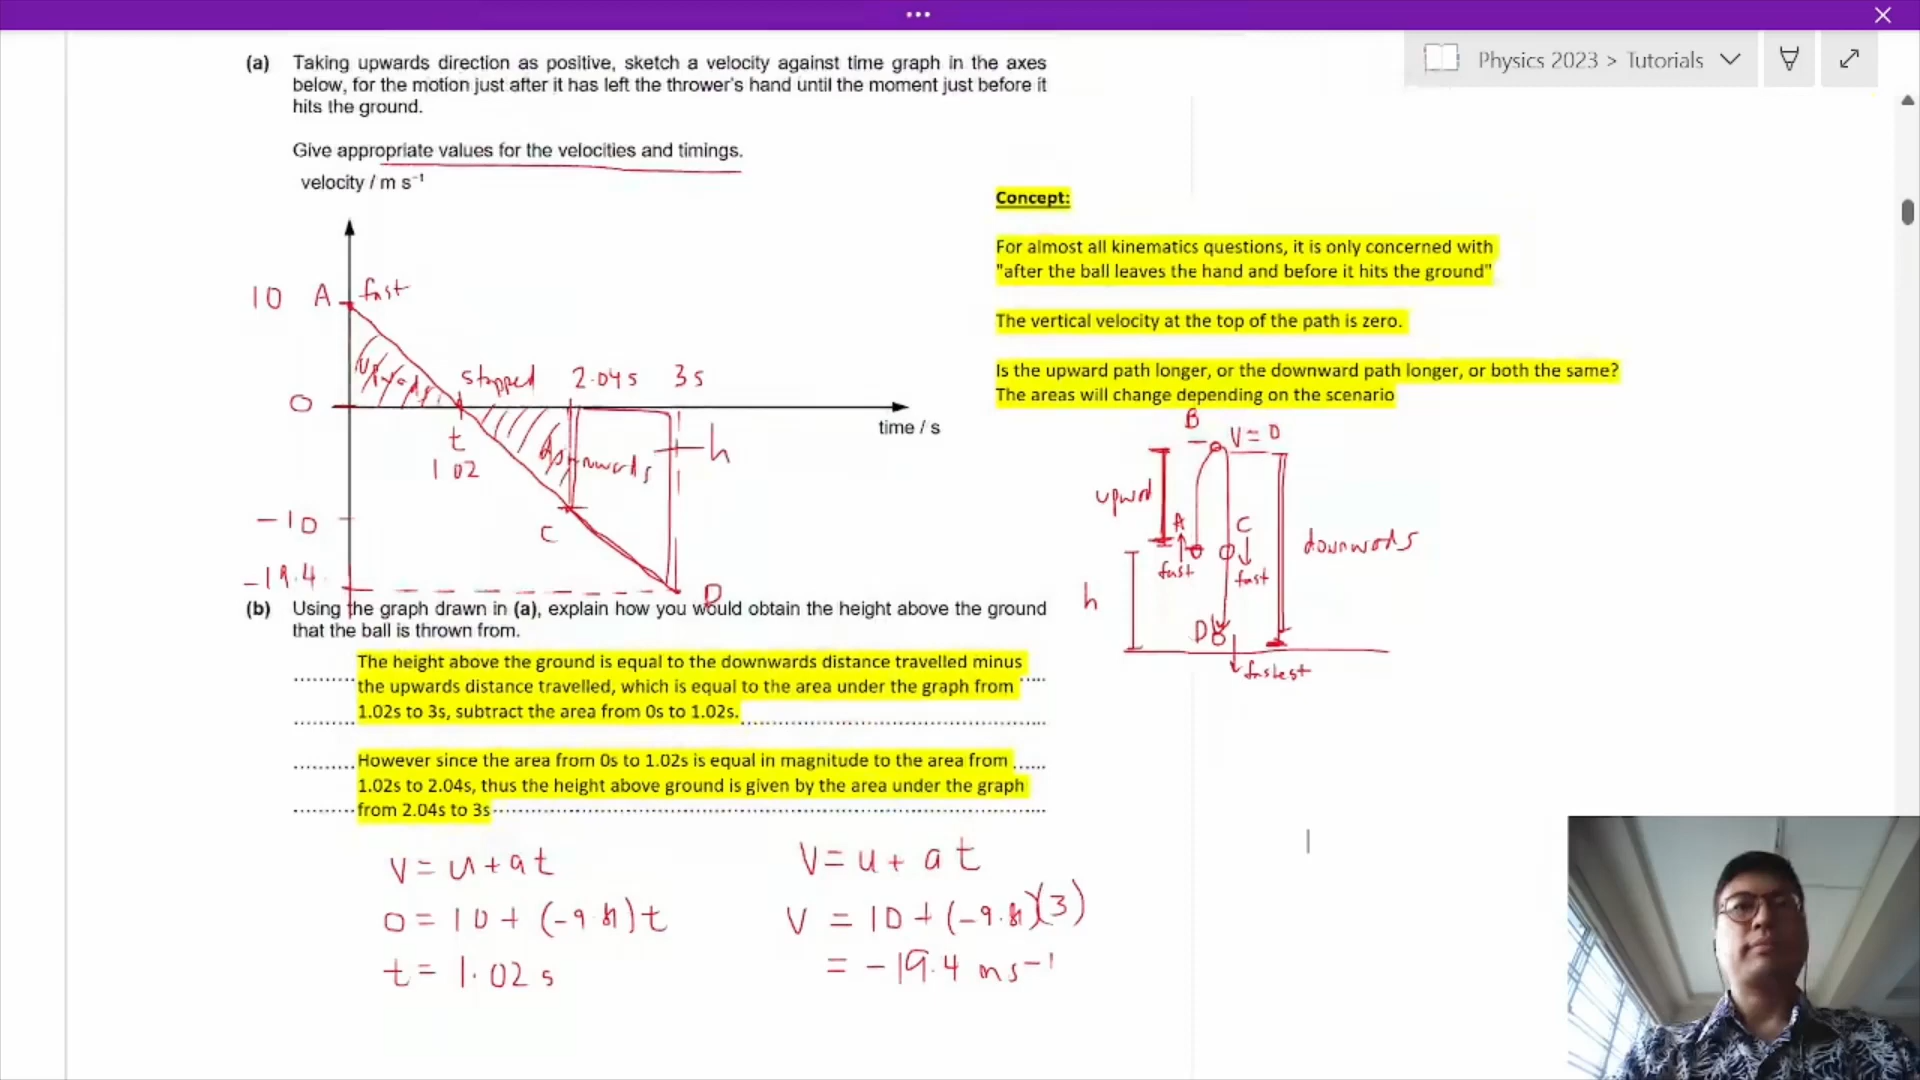 Physics 2023 > Tutorials
(a) Taking upwards direction as positive, sketch a velocity against time graph in the axes
below, for the motion just after it has left the thrower's hand until the moment just before it
hits the ground.
Give appropriate values for the velocities and timings.
velocity / m s⁻¹
10 A fast
stopped 2.04s 3s
0
time / s
t
1.02
upwards
downwards
h
-10
C
-19.4
D
(b) Using the graph drawn in (a), explain how you would obtain the height above the ground
that the ball is thrown from.
The height above the ground is equal to the downwards distance travelled minus
the upwards distance travelled, which is equal to the area under the graph from
1.02s to 3s, subtract the area from 0s to 1.02s.
However since the area from 0s to 1.02s is equal in magnitude to the area from
1.02s to 2.04s, thus the height above ground is given by the area under the graph
from 2.04s to 3s
v = u + at
0 = 10 + (-9.81)t
t = 1.02 s
v = u + at
v = 10 + (-9.81)(3)
= -19.4 ms⁻¹
Concept:
For almost all kinematics questions, it is only concerned with
"after the ball leaves the hand and before it hits the ground"
The vertical velocity at the top of the path is zero.
Is the upward path longer, or the downward path longer, or both the same?
The areas will change depending on the scenario
B
v = 0
upward
A
C
downwards
fast
fast
h
D
fastest